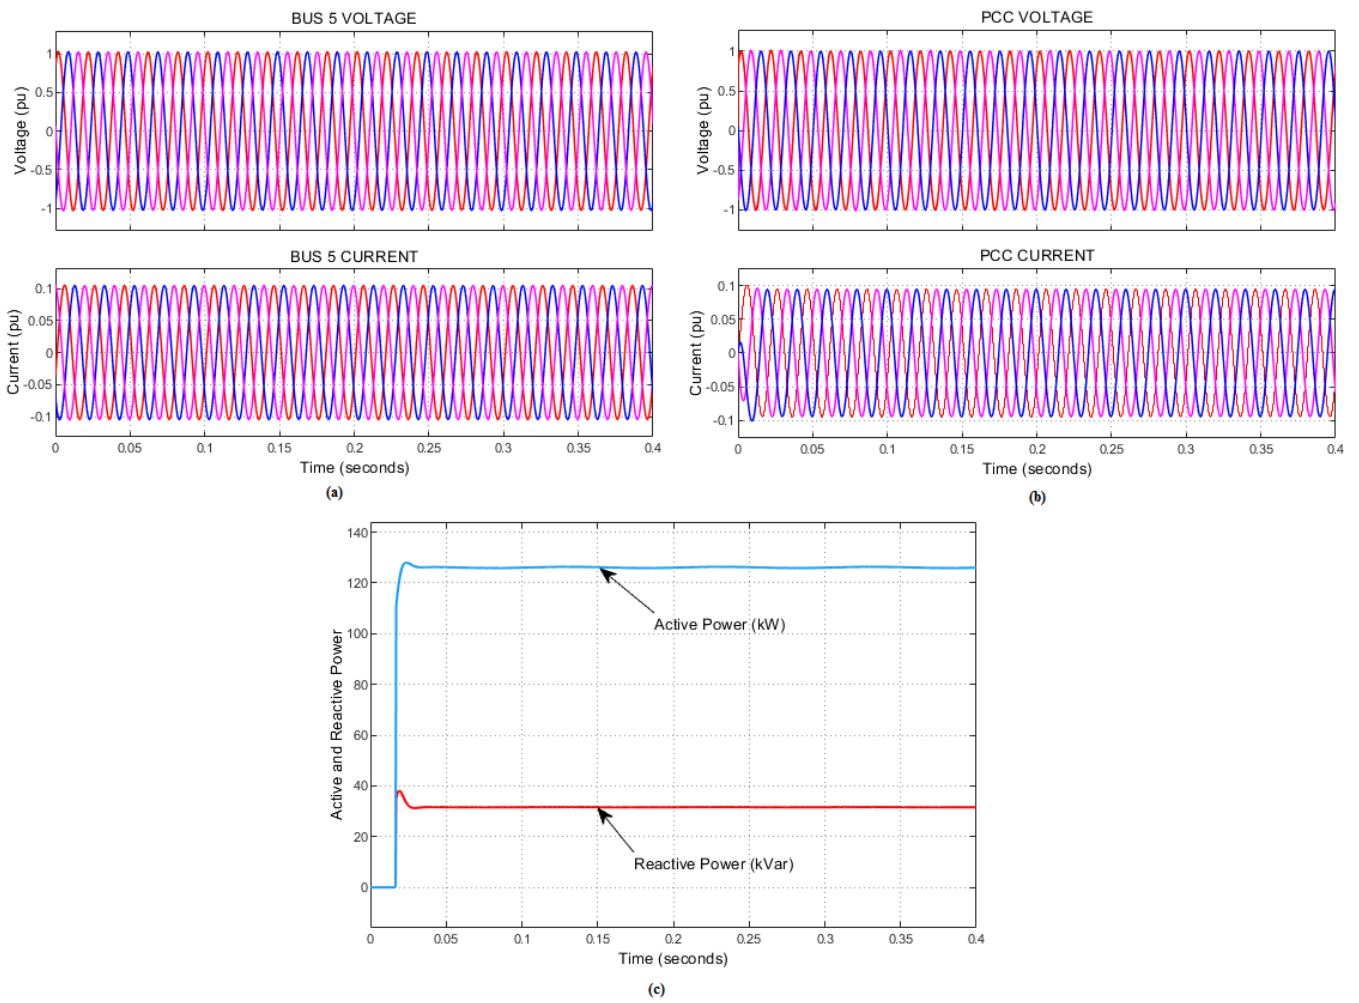 BUS 5 VOLTAGE
Voltage (pu)
1
0.5
0
-0.5
-1
BUS 5 CURRENT
Current (pu)
0.1
0.05
0
-0.05
-0.1
0 0.05 0.1 0.15 0.2 0.25 0.3 0.35 0.4
Time (seconds)
(a)
PCC VOLTAGE
Voltage (pu)
1
0.5
0
-0.5
-1
PCC CURRENT
Current (pu)
0.1
0.05
0
-0.05
-0.1
0 0.05 0.1 0.15 0.2 0.25 0.3 0.35 0.4
Time (seconds)
(b)
Active and Reactive Power
140
120
100
80
60
40
20
0
Active Power (kW)
Reactive Power (kVar)
0 0.05 0.1 0.15 0.2 0.25 0.3 0.35 0.4
Time (seconds)
(c)